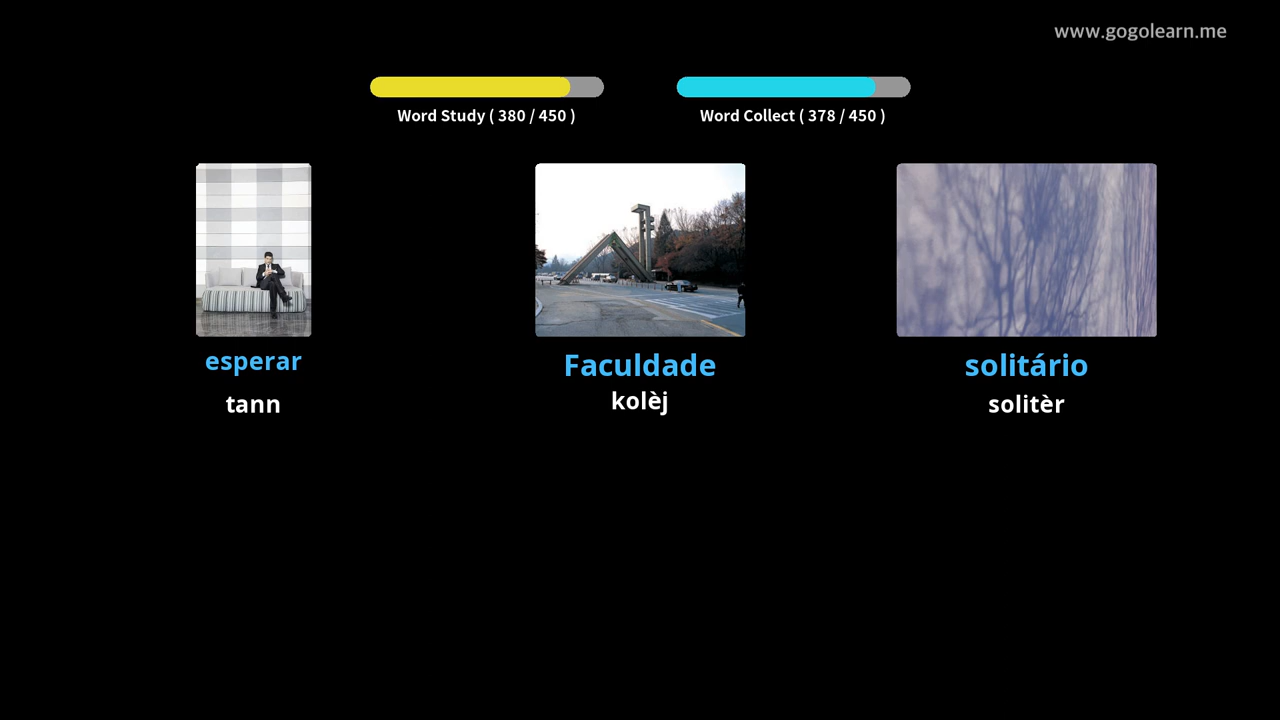 www.gogolearn.me
Word Study ( 380 / 450 )
Word Collect ( 378 / 450 )
esperar
tann
Faculdade
kolèj
solitário
solitèr